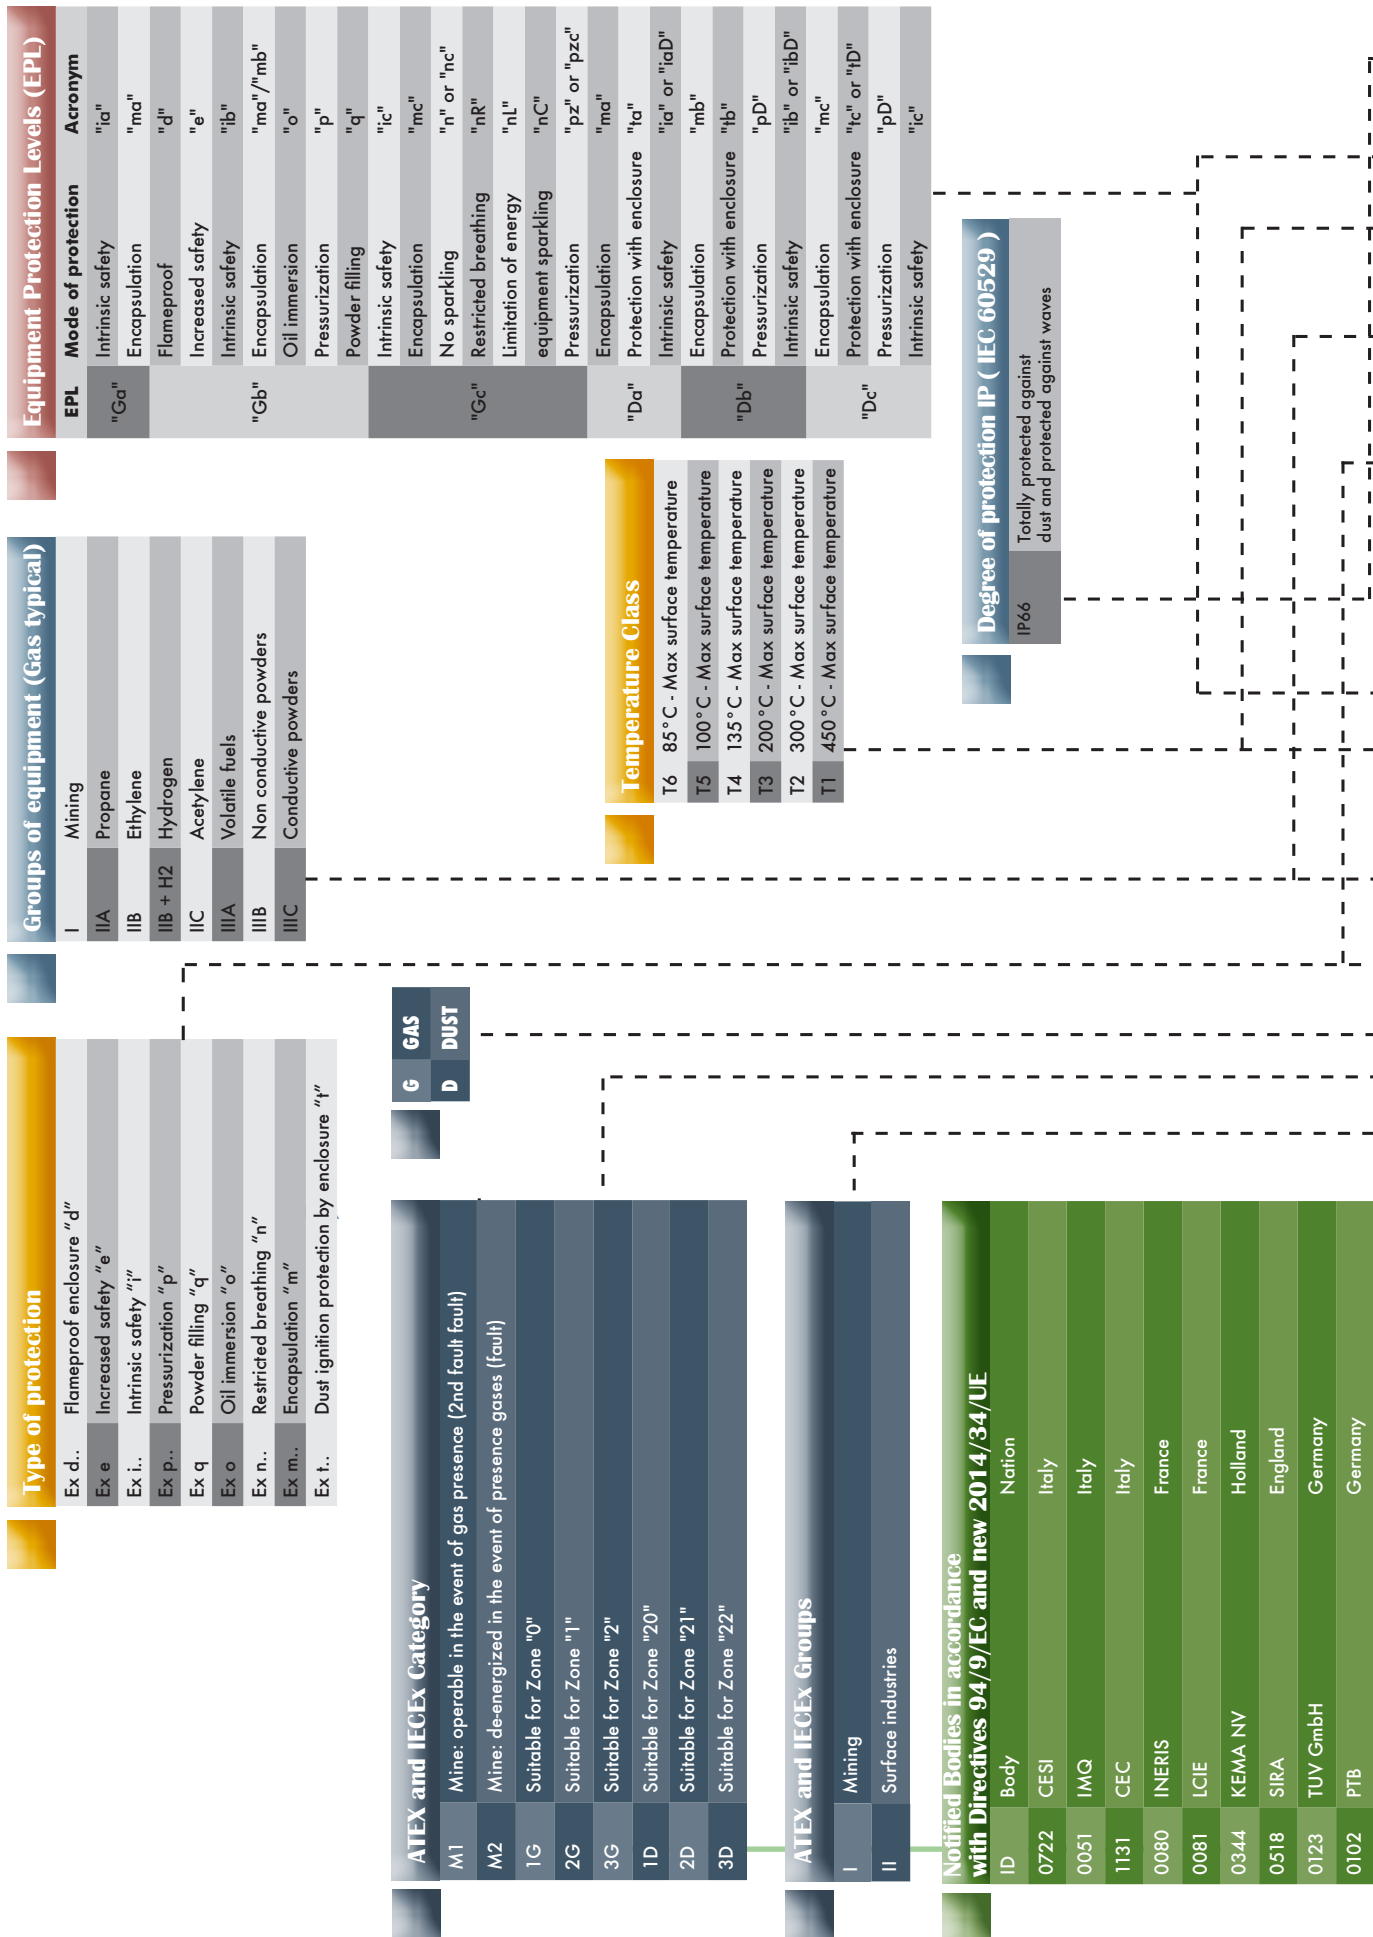 Type of protection
Ex d.. Flameproof enclosure “d”
Ex e Increased safety “e”
Ex i.. Intrinsic safety “i”
Ex p.. Pressurization “p”
Ex q Powder filling “q”
Ex o Oil immersion “o”
Ex n.. Restricted breathing “n”
Ex m.. Encapsulation “m”
Ex t.. Dust ignition protection by enclosure “t”
Groups of equipment (Gas typical)
I Mining
IIA Propane
IIB Ethylene
IIB + H2 Hydrogen
IIC Acetylene
IIIA Volatile fuels
IIIB Non conductive powders
IIIC Conductive powders
Equipment Protection Levels (EPL)
EPL Mode of protection Acronym
"Ga" Intrinsic safety "ia"
Encapsulation "ma"
"Gb" Flameproof "d"
Increased safety "e"
Intrinsic safety "ib"
Encapsulation "ma"/"mb"
Oil immersion "o"
Pressurization "p"
Powder filling "q"
"Gc" Intrinsic safety "ic"
Encapsulation "mc"
No sparkling "n" or "nc"
Restricted breathing "nR"
Limitation of energy "nL"
equipment sparkling "nC"
Pressurization "pz" or "pzc"
"Da" Encapsulation "ma"
Protection with enclosure "ta"
Intrinsic safety "ia" or "iaD"
"Db" Encapsulation "mb"
Protection with enclosure "tb"
Pressurization "pD"
Intrinsic safety "ib" or "ibD"
"Dc" Encapsulation "mc"
Protection with enclosure "tc" or "tD"
Pressurization "pD"
Intrinsic safety "ic"
ATEX and IECEx Category
M1 Mine: operable in the event of gas presence (2nd fault fault)
M2 Mine: de-energized in the event of presence gases (fault)
1G Suitable for Zone "0"
2G Suitable for Zone "1"
3G Suitable for Zone "2"
1D Suitable for Zone "20"
2D Suitable for Zone "21"
3D Suitable for Zone "22"
G GAS
D DUST
Temperature Class
T6 85°C - Max surface temperature
T5 100°C - Max surface temperature
T4 135°C - Max surface temperature
T3 200°C - Max surface temperature
T2 300°C - Max surface temperature
T1 450°C - Max surface temperature
ATEX and IECEx Groups
I Mining
II Surface industries
Degree of protection IP ( IEC 60529 )
IP66 Totally protected against
dust and protected against waves
Notified Bodies in accordance
with Directives 94/9/EC and new 2014/34/UE
ID Body Nation
0722 CESI Italy
0051 IMQ Italy
1131 CEC Italy
0080 INERIS France
0081 LCIE France
0344 KEMA NV Holland
0518 SIRA England
0123 TUV GmbH Germany
0102 PTB Germany